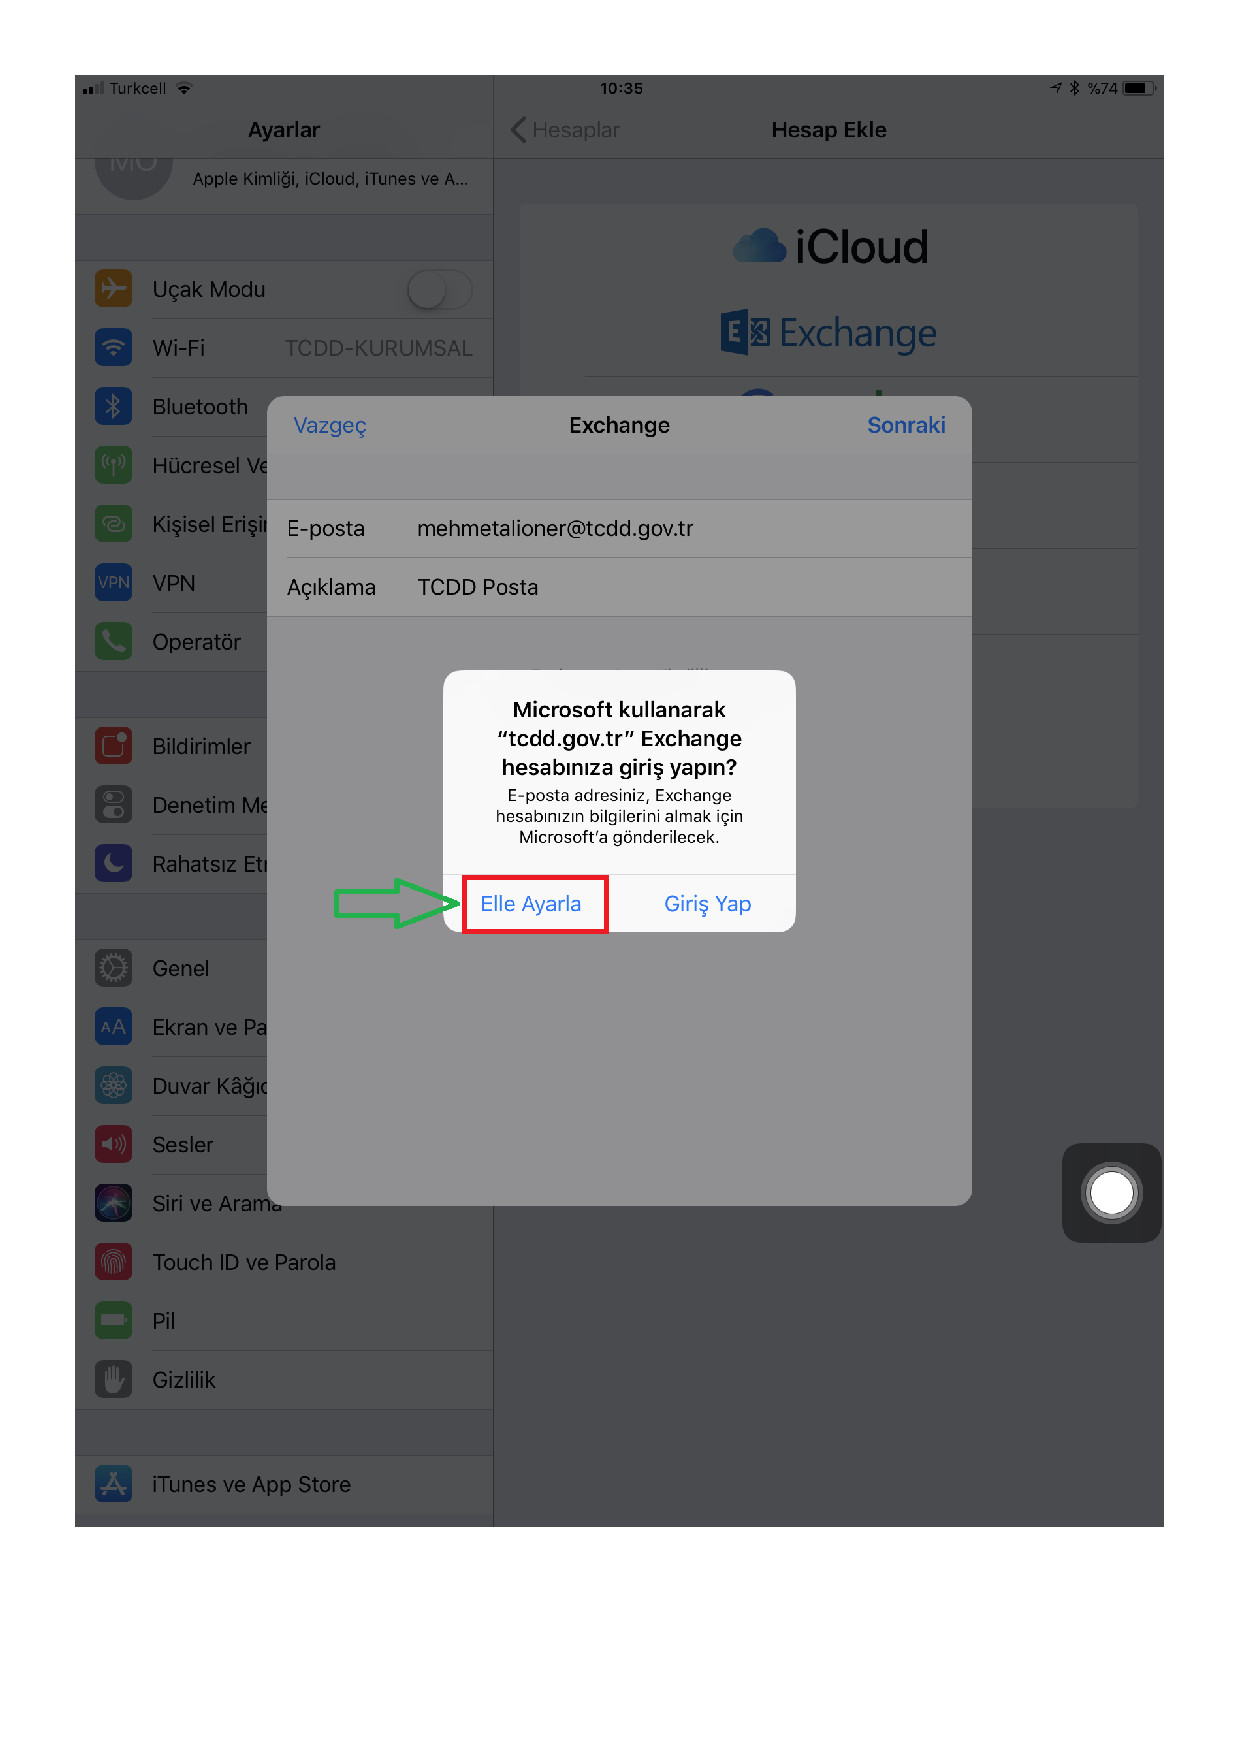 Turkcell 10:35 %74
Ayarlar
Hesaplar Hesap Ekle
MO
Apple Kimliği, iCloud, iTunes ve A...
iCloud
Exchange
Uçak Modu
Wi-Fi TCDD-KURUMSAL
Bluetooth
Hücresel Ve
Kişisel Erişi
VPN VPN
Operatör
Bildirimler
Denetim Me
Rahatsız Et
Genel
AA Ekran ve Pa
Duvar Kâğıd
Sesler
Siri ve Arama
Touch ID ve Parola
Pil
Gizlilik
iTunes ve App Store
Vazgeç Exchange Sonraki
E-posta mehmetalioner@tcdd.gov.tr
Açıklama TCDD Posta
Microsoft kullanarak
“tcdd.gov.tr” Exchange
hesabınıza giriş yapın?
E-posta adresiniz, Exchange
hesabınızın bilgilerini almak için
Microsoft’a gönderilecek.
Elle Ayarla Giriş Yap